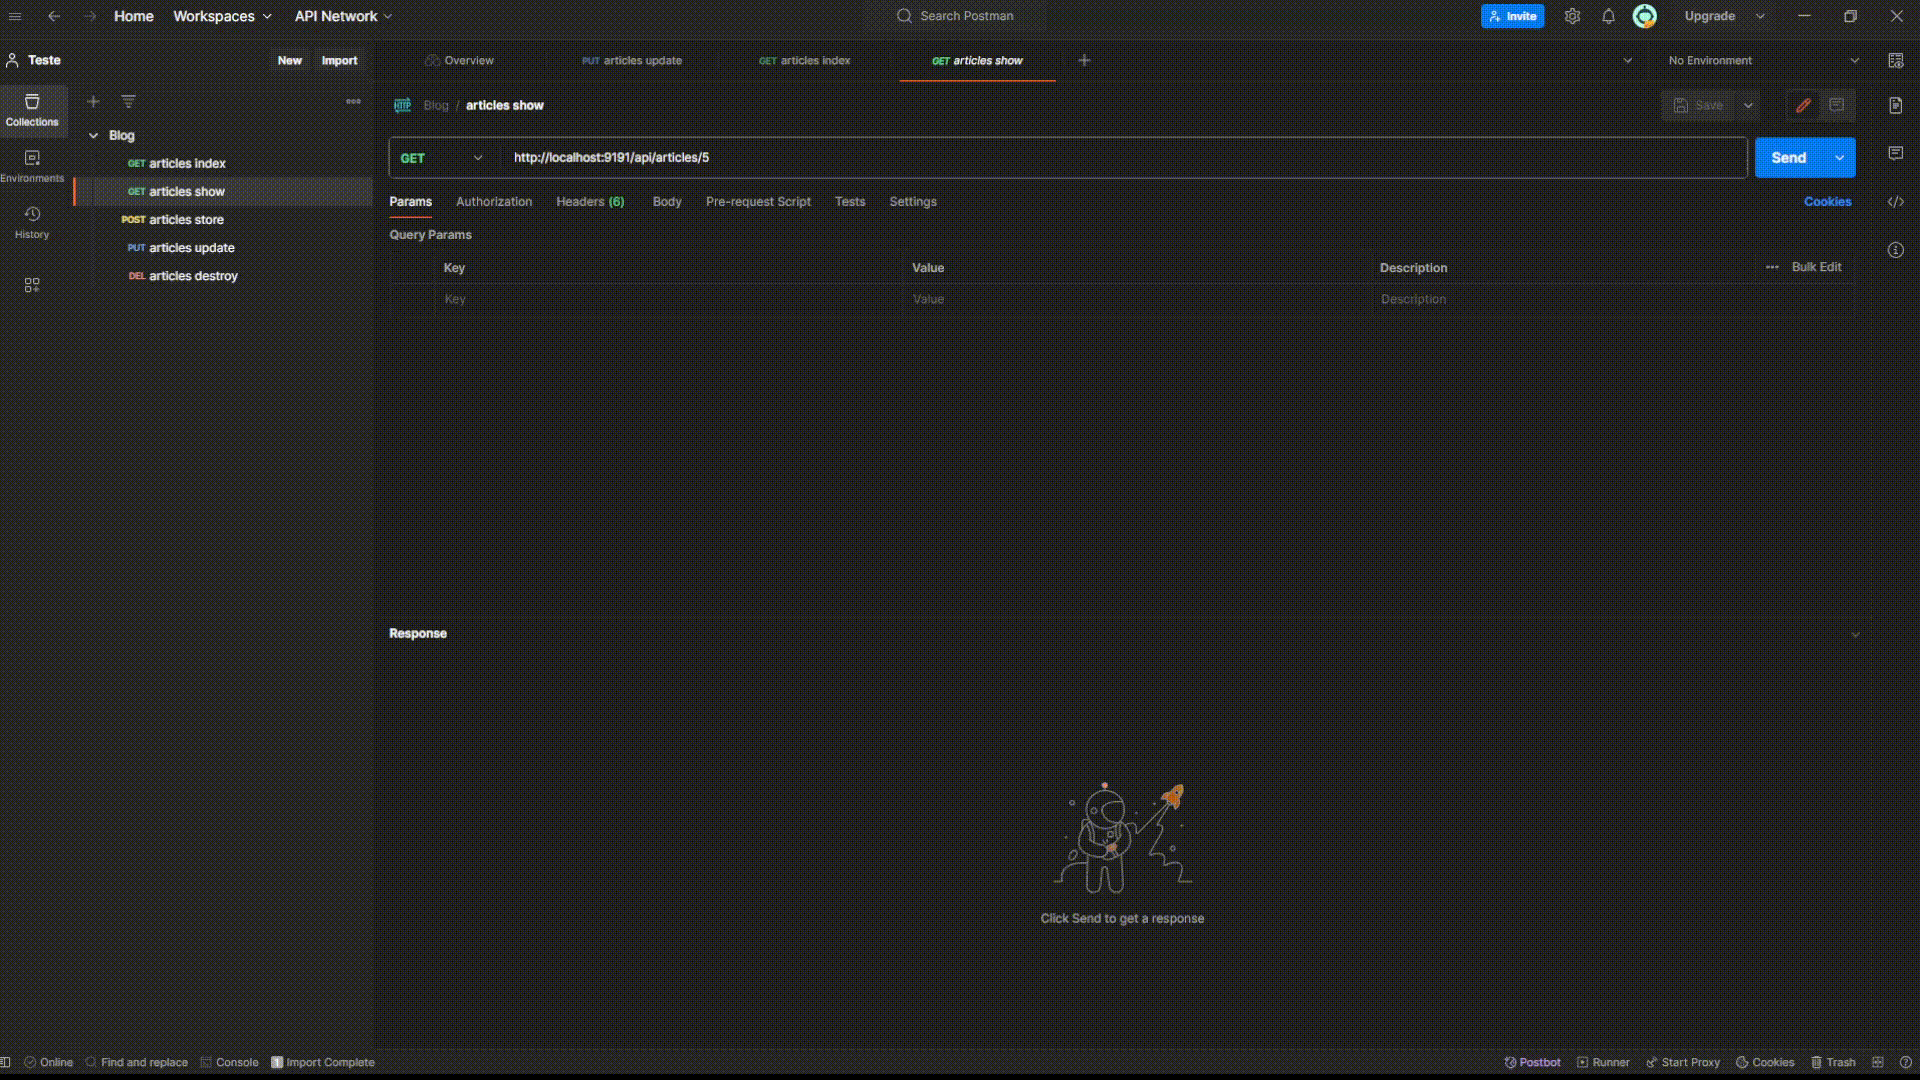 Home Workspaces API Network Search Postman Invite Upgrade
Teste New Import Overview PUT articles update GET articles index GET articles show No Environment
Collections
HTTP Blog / articles show Save
Blog
GET articles index
GET articles show
POST articles store
PUT articles update
DEL articles destroy
Environments
History
GET http://localhost:9191/api/articles/5 Send
Params Authorization Headers (6) Body Pre-request Script Tests Settings Cookies
Query Params
Key Value Description Bulk Edit
Key Value Description
Response
Click Send to get a response
Online Find and replace Console 1 Import Complete Postbot Runner Start Proxy Cookies Trash